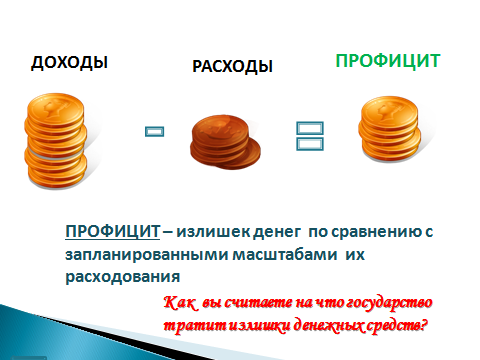 ДОХОДЫ
РАСХОДЫ
ПРОФИЦИТ
ПРОФИЦИТ – излишек денег по сравнению с
запланированными масштабами их
расходования
Как вы считаете на что государство
тратит излишки денежных средств?